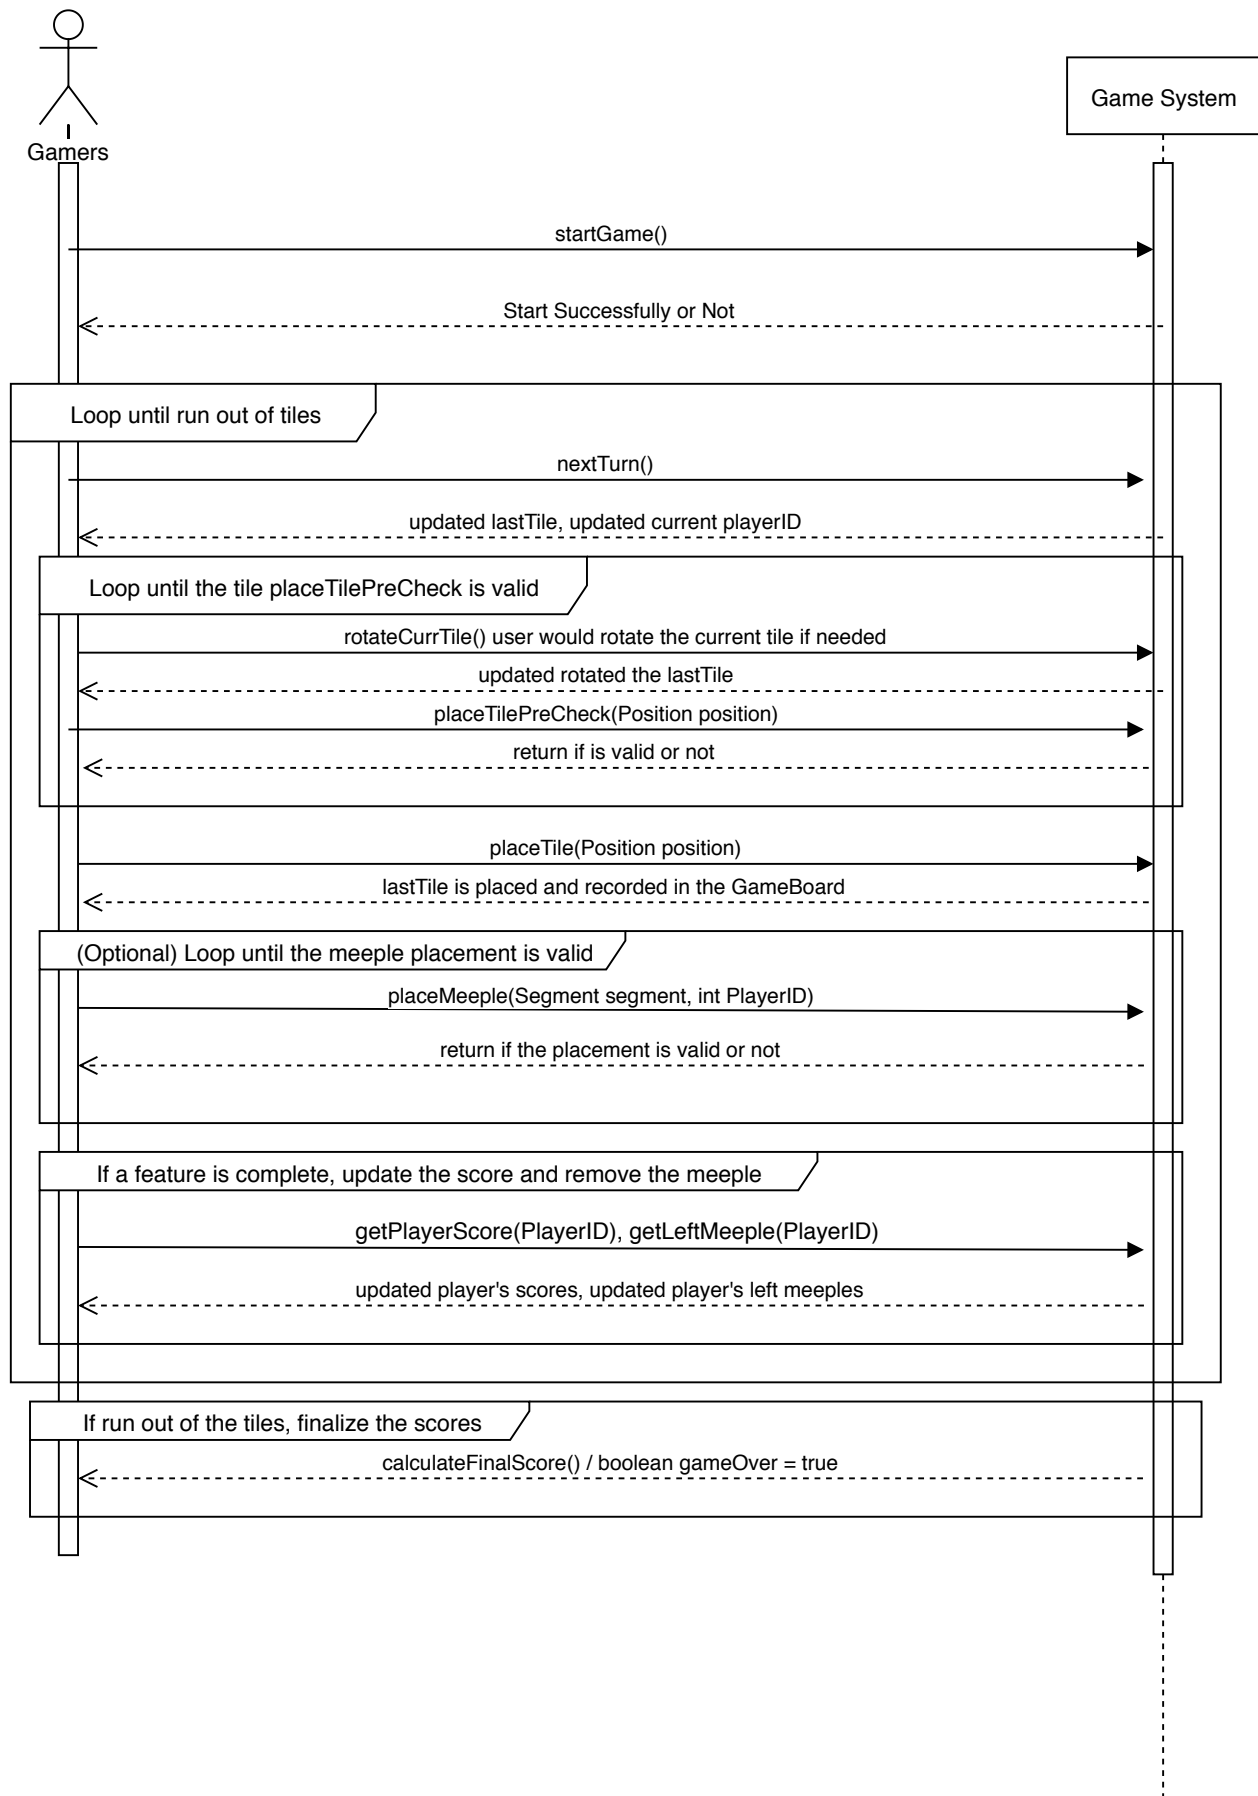 Gamers
Game System
startGame()
Start Successfully or Not
Loop until run out of tiles
nextTurn()
updated lastTile, updated current playerID
Loop until the tile placeTilePreCheck is valid
rotateCurrTile() user would rotate the current tile if needed
updated rotated the lastTile
placeTilePreCheck(Position position)
return if is valid or not
placeTile(Position position)
lastTile is placed and recorded in the GameBoard
(Optional) Loop until the meeple placement is valid
placeMeeple(Segment segment, int PlayerID)
return if the placement is valid or not
If a feature is complete, update the score and remove the meeple
getPlayerScore(PlayerID), getLeftMeeple(PlayerID)
updated player's scores, updated player's left meeples
If run out of the tiles, finalize the scores
calculateFinalScore() / boolean gameOver = true